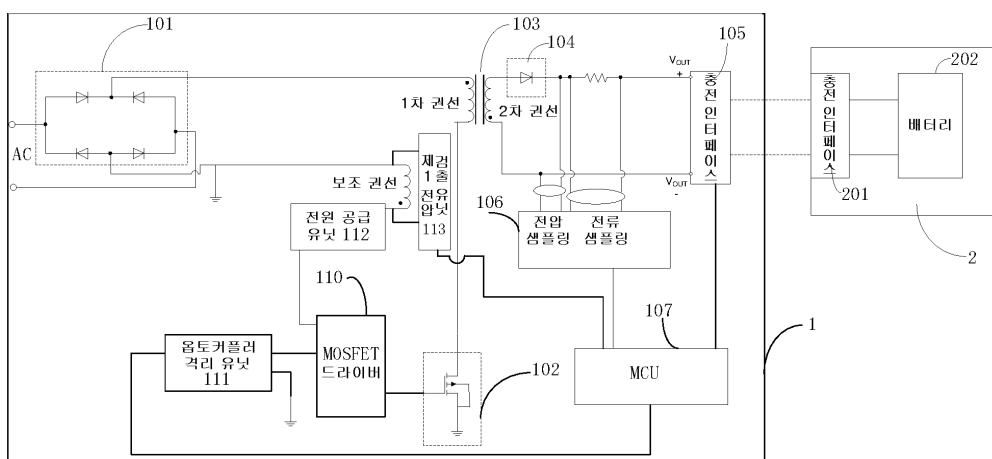 101
103
104
105
202
V_OUT
+
1차 권선
2차 권선
충전 인터페이스
충전 인터페이스
배터리
AC
201
보조 권선
제1 전압 검출 유닛
113
V_OUT
-
106
전압 샘플링
전류 샘플링
전원 공급
유닛 112
2
110
107
1
옵토커플러
격리 유닛
111
MOSFET
드라이버
102
MCU